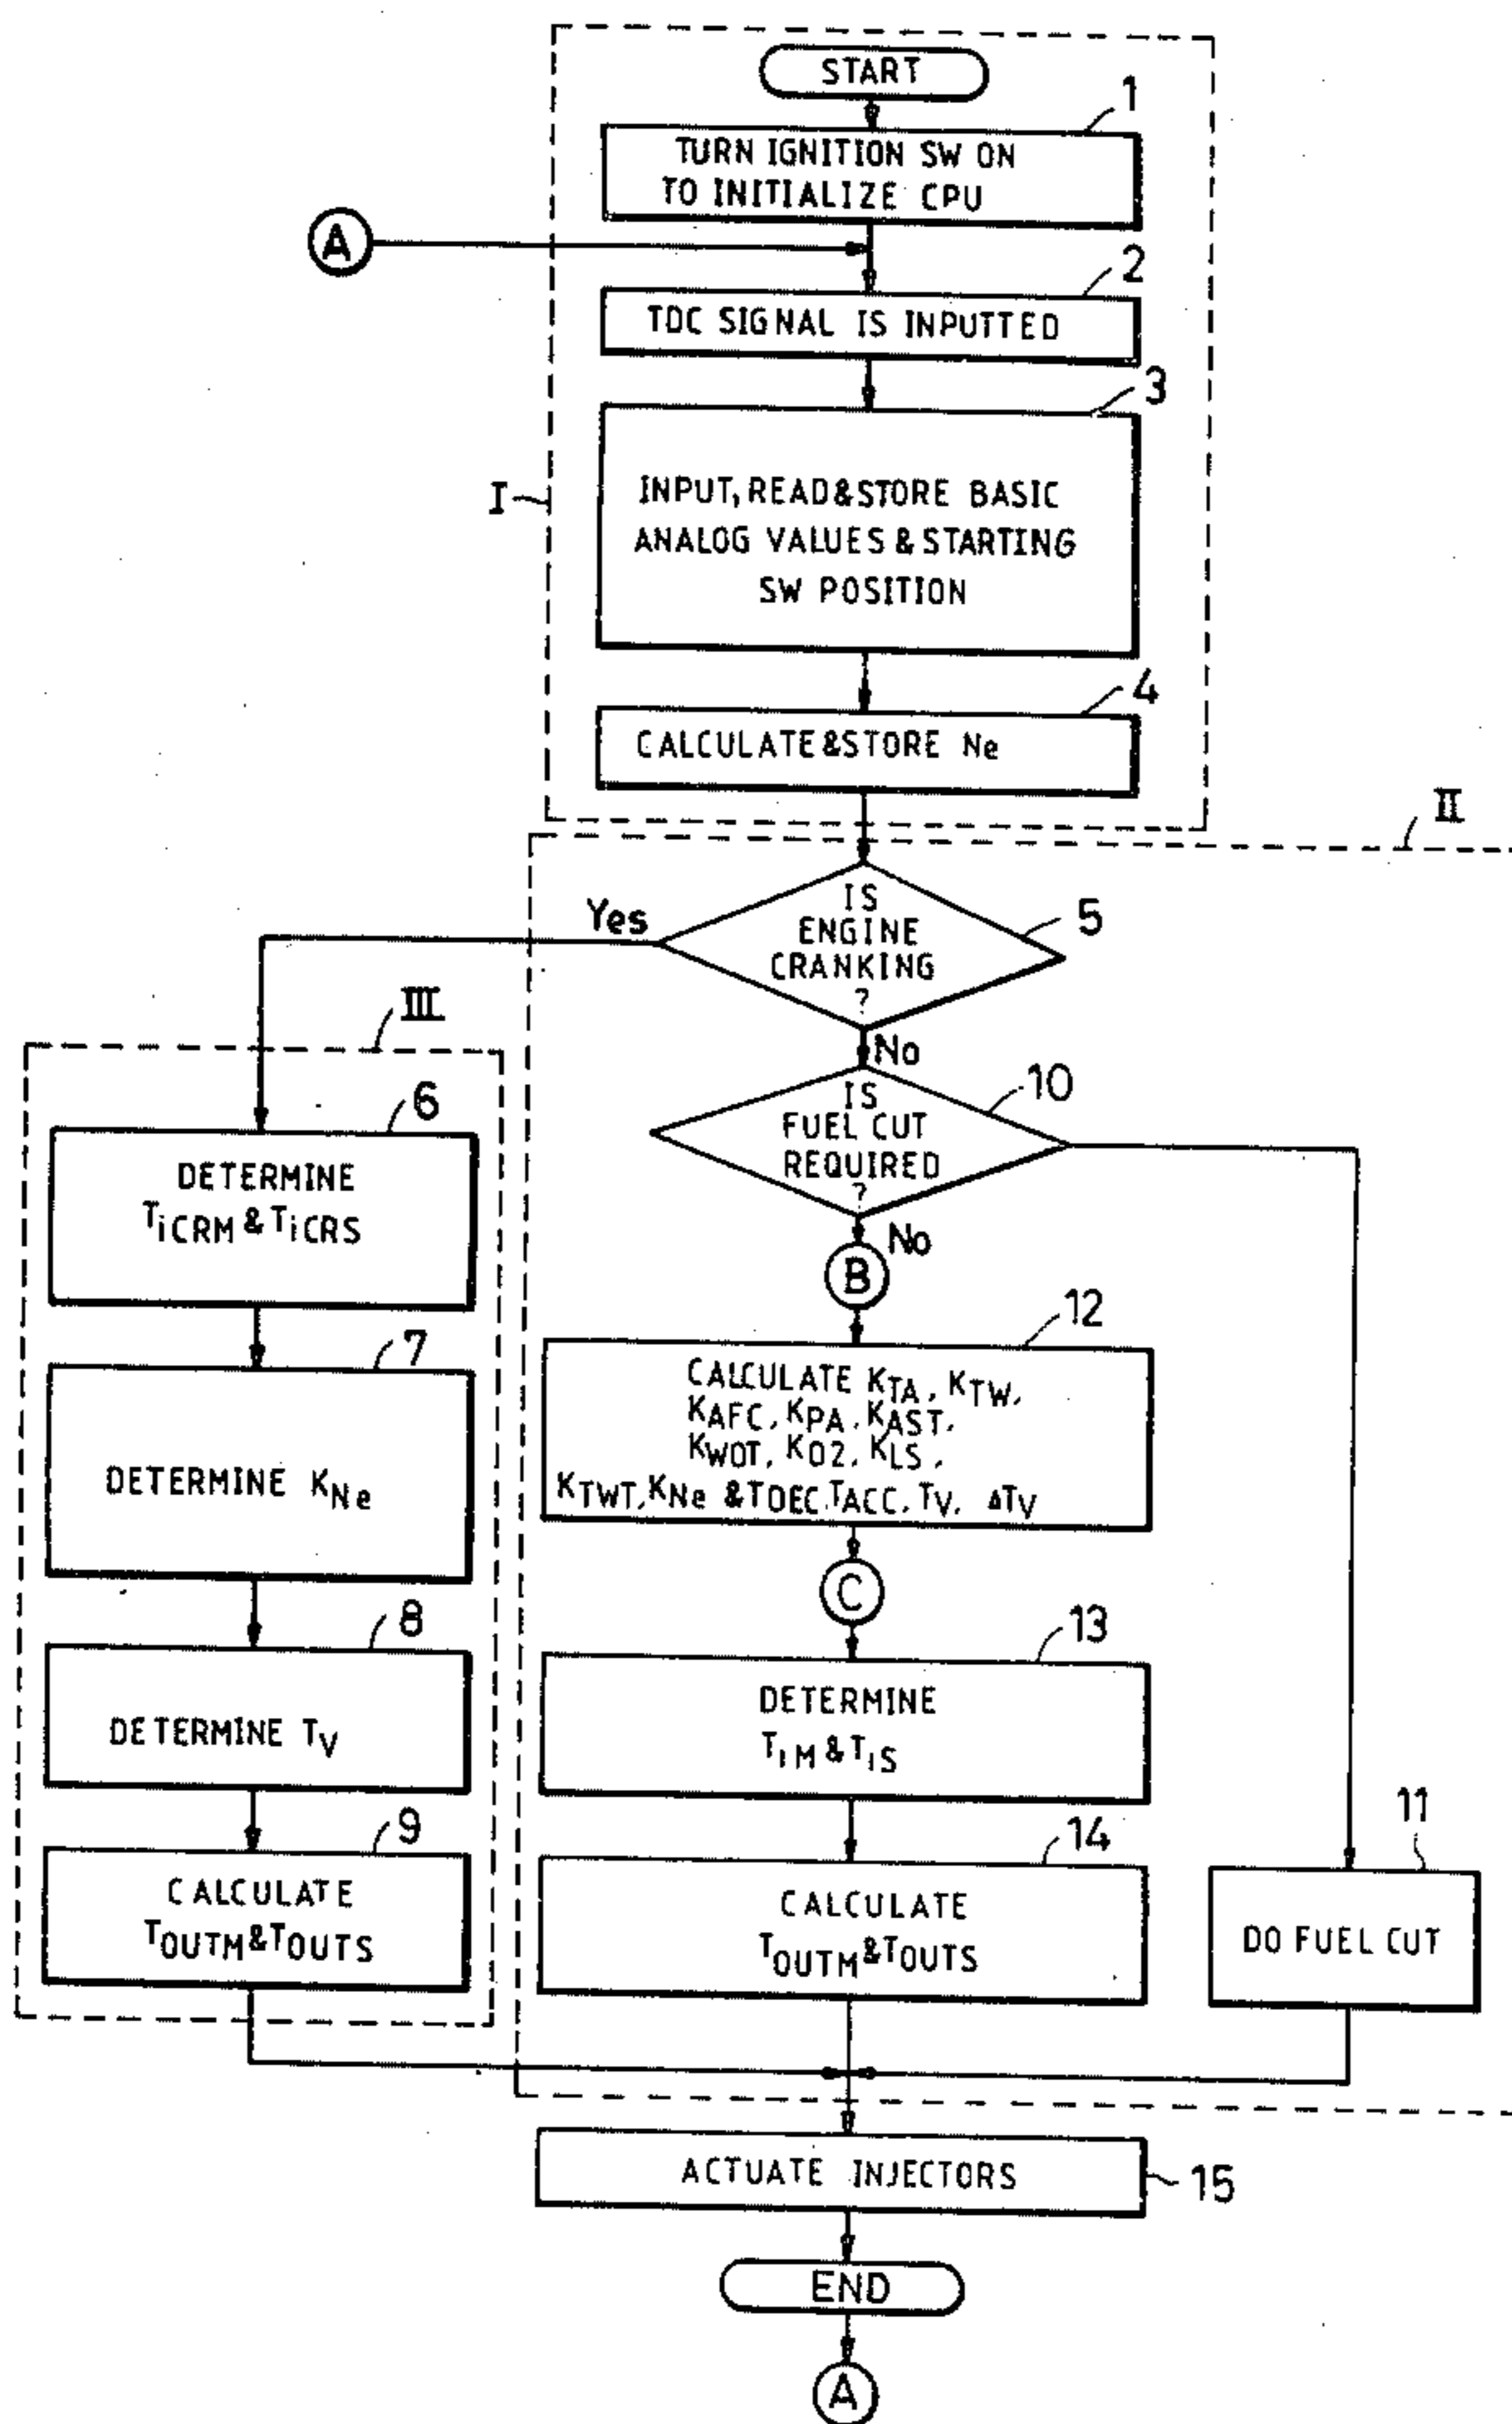 START
1
TURN IGNITION SW ON
TO INITIALIZE CPU
A
2
TDC SIGNAL IS INPUTTED
3
I
INPUT, READ & STORE BASIC
ANALOG VALUES & STARTING
SW POSITION
4
CALCULATE & STORE Ne
II
IS
ENGINE
CRANKING
?
5
Yes
No
III
IS
FUEL CUT
REQUIRED
?
10
No
B
6
DETERMINE
TiCRM & TiCRS
7
DETERMINE KNe
8
DETERMINE TV
9
CALCULATE
TOUTM & TOUTS
12
CALCULATE KTA, KTW,
KAFC, KPA, KAST,
KWOT, KO2, KLS,
KTWT, KNe & TDEC, TACC, TV, ΔTV
C
13
DETERMINE
TiM & TiS
14
CALCULATE
TOUTM & TOUTS
11
DO FUEL CUT
ACTUATE INJECTORS
15
END
A